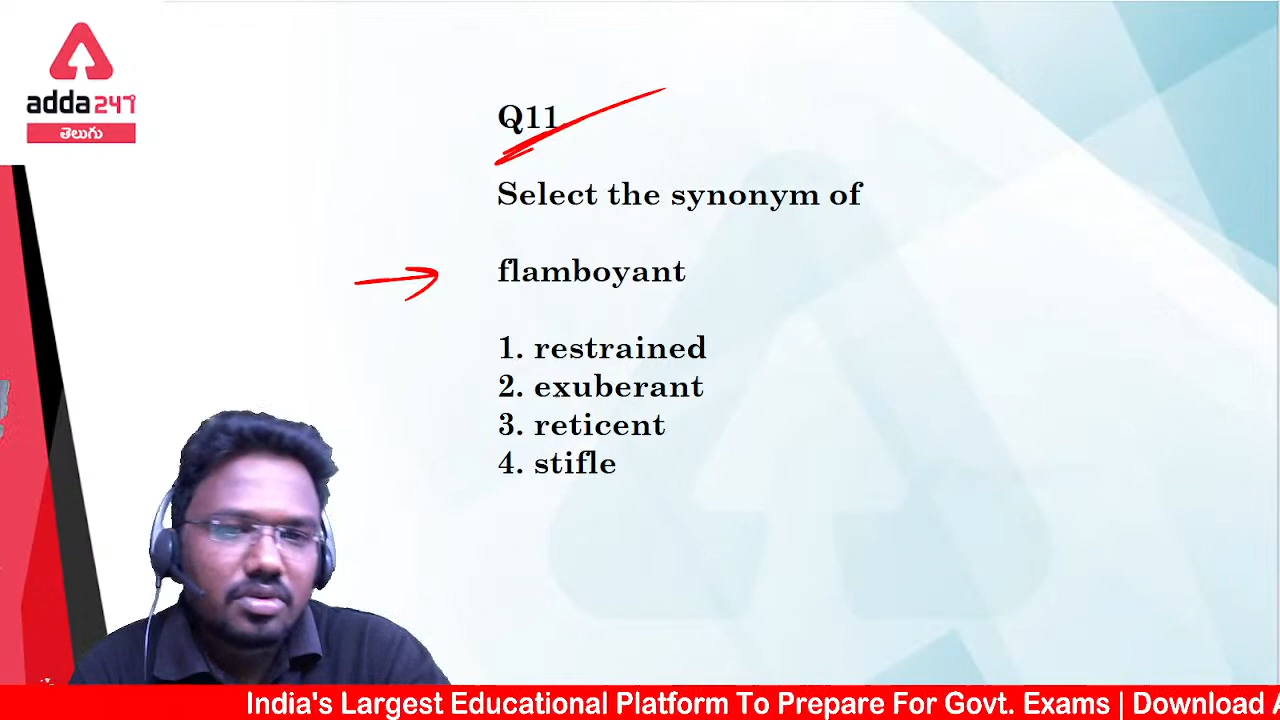 adda247
తెలుగు
Q11
Select the synonym of
flamboyant
1. restrained
2. exuberant
3. reticent
4. stifle
India's Largest Educational Platform To Prepare For Govt. Exams | Download